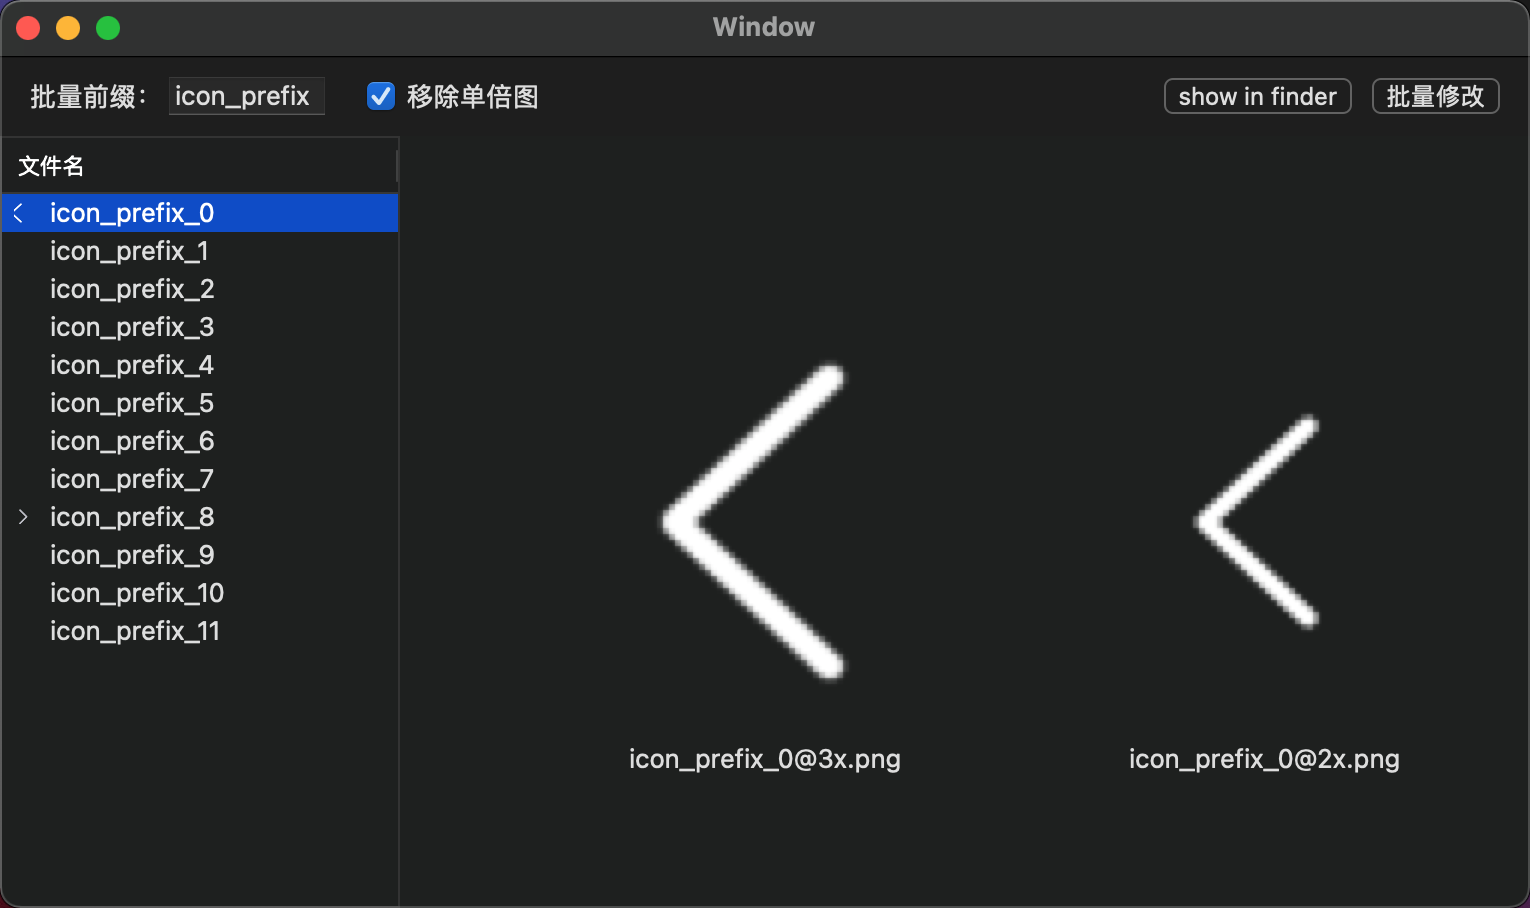 Window
批量前缀： icon_prefix 移除单倍图 show in finder 批量修改
文件名
icon_prefix_0
icon_prefix_1
icon_prefix_2
icon_prefix_3
icon_prefix_4
icon_prefix_5
icon_prefix_6
icon_prefix_7
icon_prefix_8
icon_prefix_9
icon_prefix_10
icon_prefix_11
icon_prefix_0@3x.png icon_prefix_0@2x.png